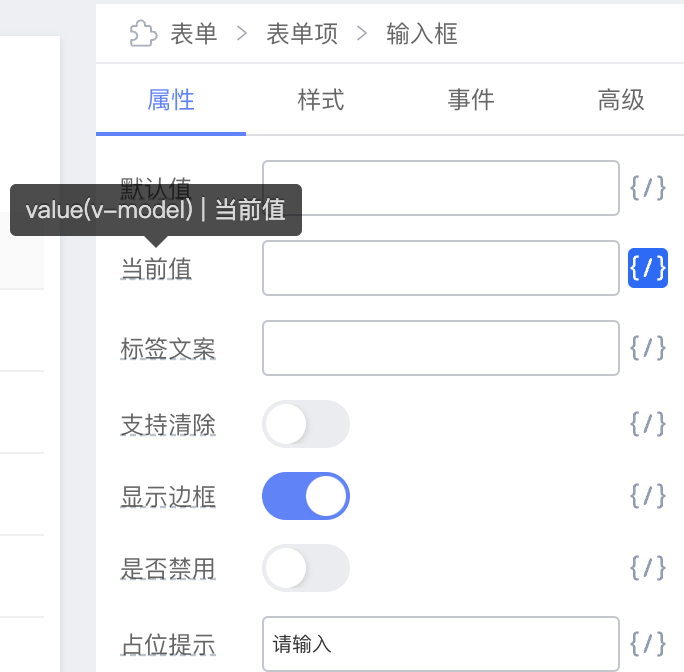 表单 > 表单项 > 输入框
属性 样式 事件 高级
默认值 {/}
value(v-model) | 当前值
当前值 {/}
标签文案 {/}
支持清除 {/}
显示边框 {/}
是否禁用 {/}
占位提示 请输入 {/}